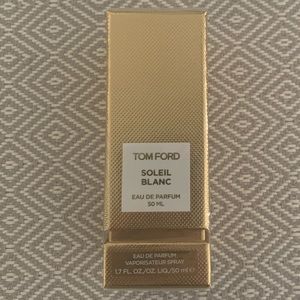 TOM FORD
SOLEIL
BLANC
EAU DE PARFUM
50 ML
EAU DE PARFUM
VAPORISATEUR SPRAY
1.7 FL. OZ./OZ. LIQ./50 ml ℮